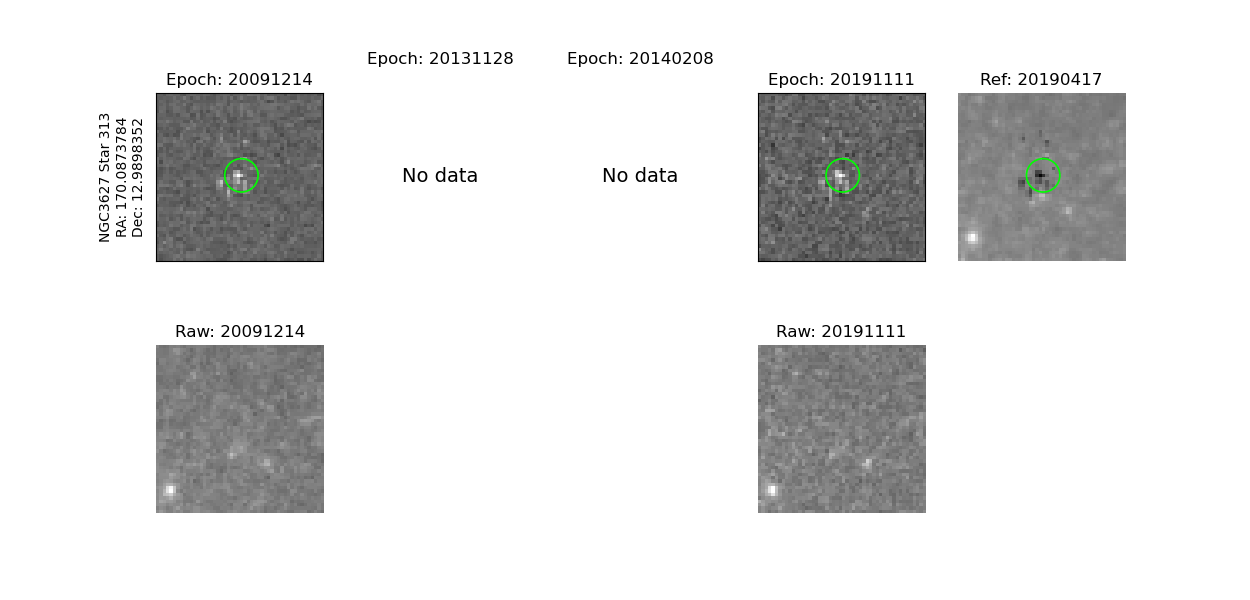 Epoch: 20131128
Epoch: 20140208
Epoch: 20091214
Epoch: 20191111
Ref: 20190417
NGC3627 Star 313
RA: 170.0873784
Dec: 12.9898352
No data
No data
Raw: 20091214
Raw: 20191111